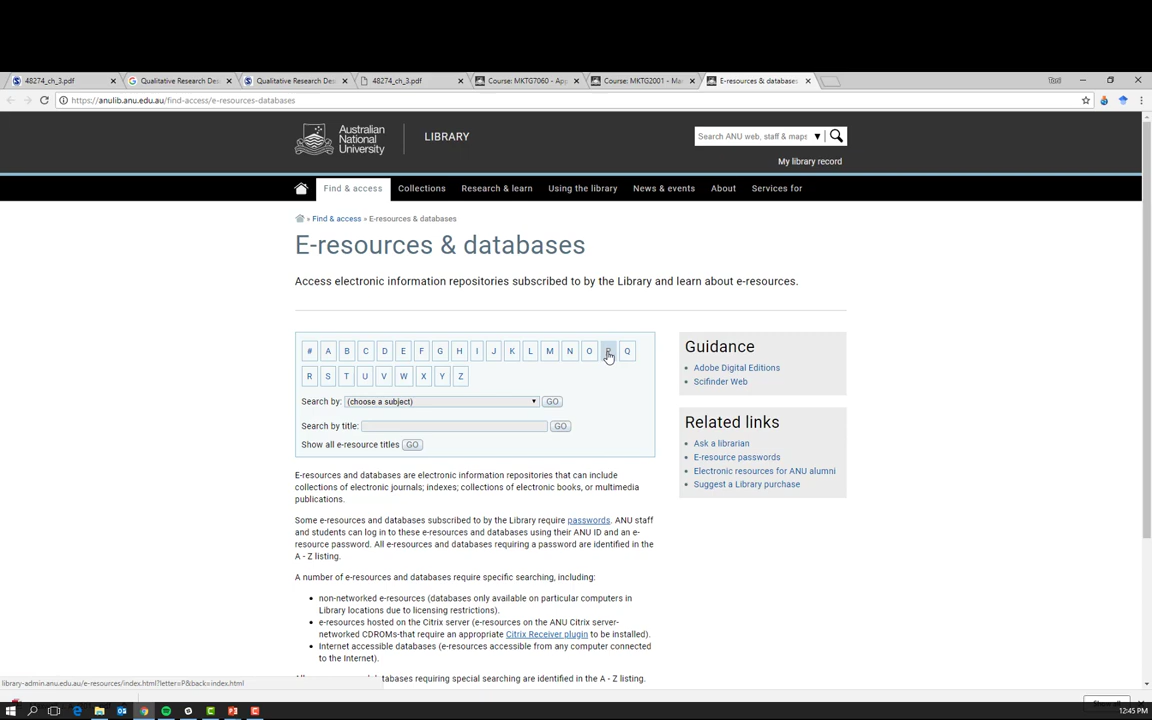 48274_ch_3.pdf
Qualitative Research Des
Qualitative Research Des
48274_ch_3.pdf
Course: MKTG7060 - Ap
Course: MKTG2001 - Ma
E-resources & databases
https://anulib.anu.edu.au/find-access/e-resources-databases
Australian
National
University
LIBRARY
Search ANU web, staff & maps
My library record
Find & access
Collections
Research & learn
Using the library
News & events
About
Services for
» Find & access » E-resources & databases
E-resources & databases
Access electronic information repositories subscribed to by the Library and learn about e-resources.
# A B C D E F G H I J K L M N O P Q
R S T U V W X Y Z
Search by: (choose a subject) GO
Search by title: GO
Show all e-resource titles GO
E-resources and databases are electronic information repositories that can include
collections of electronic journals; indexes; collections of electronic books, or multimedia
publications.
Some e-resources and databases subscribed to by the Library require passwords. ANU staff
and students can log in to these e-resources and databases using their ANU ID and an e-
resource password. All e-resources and databases requiring a password are identified in the
A - Z listing.
A number of e-resources and databases require specific searching, including:
• non-networked e-resources (databases only available on particular computers in
Library locations due to licensing restrictions).
• e-resources hosted on the Citrix server (e-resources on the ANU Citrix server-
networked CDROMs-that require an appropriate Citrix Receiver plugin to be installed).
• Internet accessible databases (e-resources accessible from any computer connected
to the Internet).
atabases requiring special searching are identified in the A - Z listing.
Guidance
• Adobe Digital Editions
• Scifinder Web
Related links
• Ask a librarian
• E-resource passwords
• Electronic resources for ANU alumni
• Suggest a Library purchase
library-admin.anu.edu.au/e-resources/index.html?letter=P&back=index.html
Show all
12:45 PM